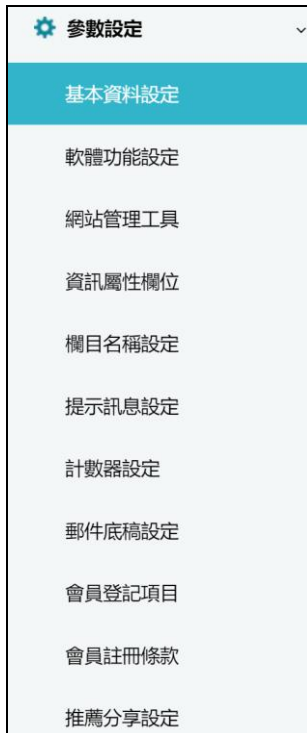 參數設定
基本資料設定
軟體功能設定
網站管理工具
資訊屬性欄位
欄目名稱設定
提示訊息設定
計數器設定
郵件底稿設定
會員登記項目
會員註冊條款
推薦分享設定